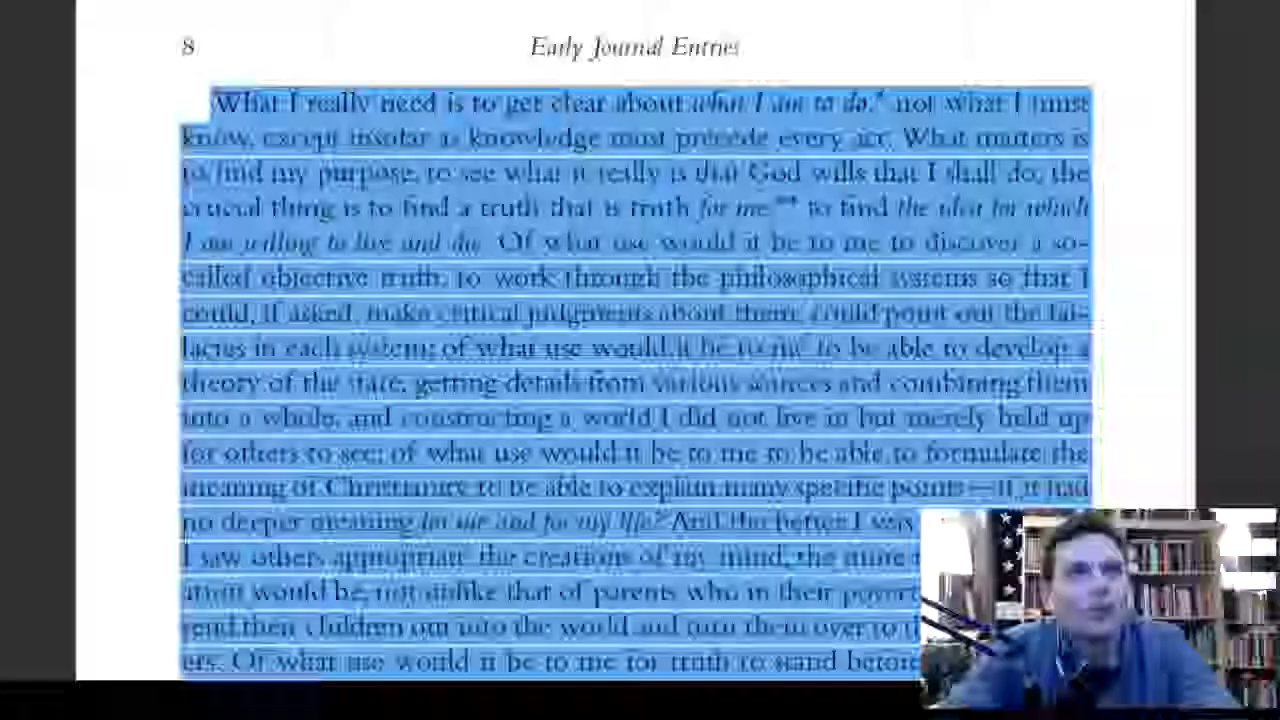 8 Early Journal Entries
What I really need is to get clear about what I am to do,* not what I must
know, except insofar as knowledge must precede every act. What matters is
to find my purpose, to see what it really is that God wills that I shall do; the
crucial thing is to find a truth that is truth for me,** to find the idea for which
I am willing to live and die. Of what use would it be to me to discover a so-
called objective truth, to work through the philosophical systems so that I
could, if asked, make critical judgments about them, could point out the fal-
lacies in each system; of what use would it be to me to be able to develop a
theory of the state, getting details from various sources and combining them
into a whole, and constructing a world I did not live in but merely held up
for others to see; of what use would it be to me to be able to formulate the
meaning of Christianity, to be able to explain many specific points—if it had
no deeper meaning for me and for my life? And the better I was
I saw others appropriate the creations of my mind, the more
ation would be, not unlike that of parents who in their povert
send their children out into the world and turn them over to t
ers. Of what use would it be to me for truth to stand before